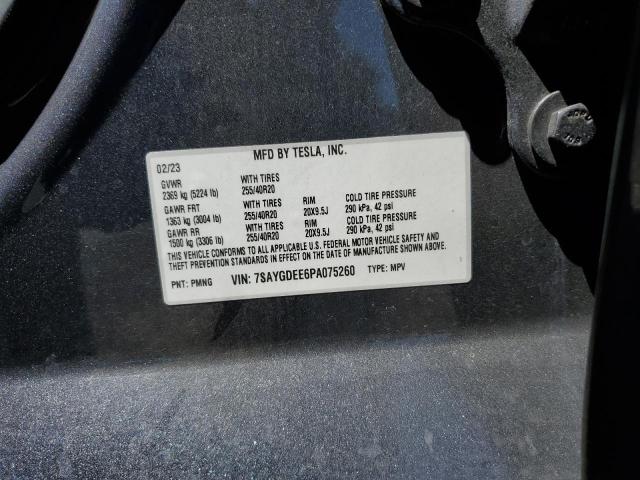 MFD BY TESLA, INC.
02/23
GVWR WITH TIRES
2369 kg (5224 lb) 255/40R20
GAWR FRT WITH TIRES RIM COLD TIRE PRESSURE
1363 kg (3004 lb) 255/40R20 20X9.5J 290 kPa, 42 psi
GAWR RR WITH TIRES RIM COLD TIRE PRESSURE
1500 kg (3306 lb) 255/40R20 20X9.5J 290 kPa, 42 psi
THIS VEHICLE CONFORMS TO ALL APPLICABLE U.S. FEDERAL MOTOR VEHICLE SAFETY AND
THEFT PREVENTION STANDARDS IN EFFECT ON THE DATE OF MANUFACTURE SHOWN ABOVE.
PNT: PMNG VIN: 7SAYGDEE6PA075260 TYPE: MPV